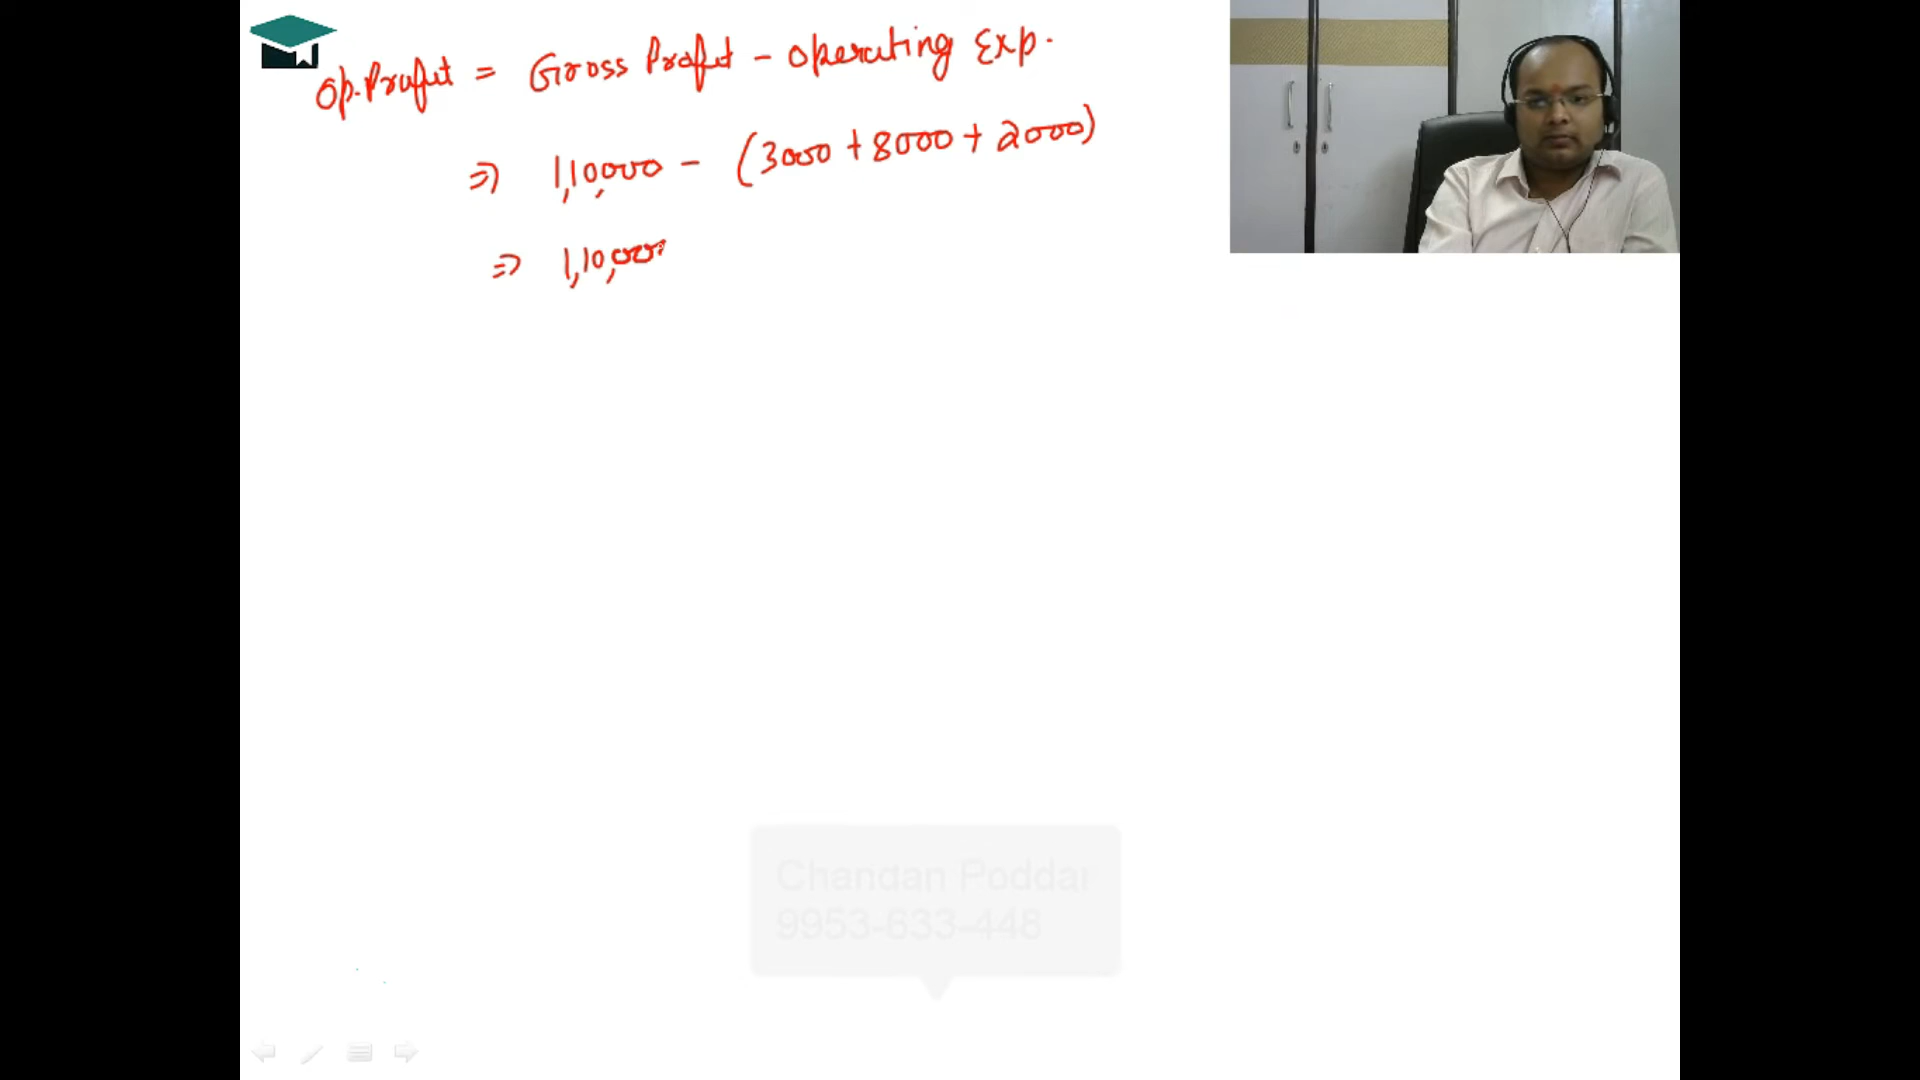 Op. Profit = Gross Profit - Operating Exp.
⇒ 1,10,000 - (3000 + 8000 + 2000)
⇒ 1,10,000
Chandan Poddar
9953-633-448